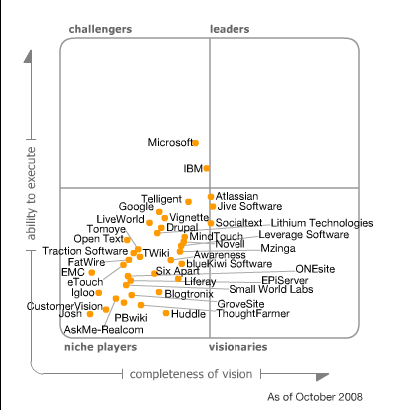 challengers
leaders
Microsoft
IBM
Telligent
Atlassian
Google
Jive Software
LiveWorld
Vignette
Socialtext
Lithium Technologies
Tomoye
Drupal
Leverage Software
Open Text
MindTouch
Novell
Mzinga
Traction Software
TWiki
Awareness
FatWire
blueKiwi Software
EMC
Six Apart
ONEsite
eTouch
Liferay
EPiServer
Small World Labs
Igloo
Blogtronix
CustomerVision
GroveSite
Josh
PBwiki
Huddle
ThoughtFarmer
AskMe-Realcom
niche players
visionaries
ability to execute
completeness of vision
As of October 2008